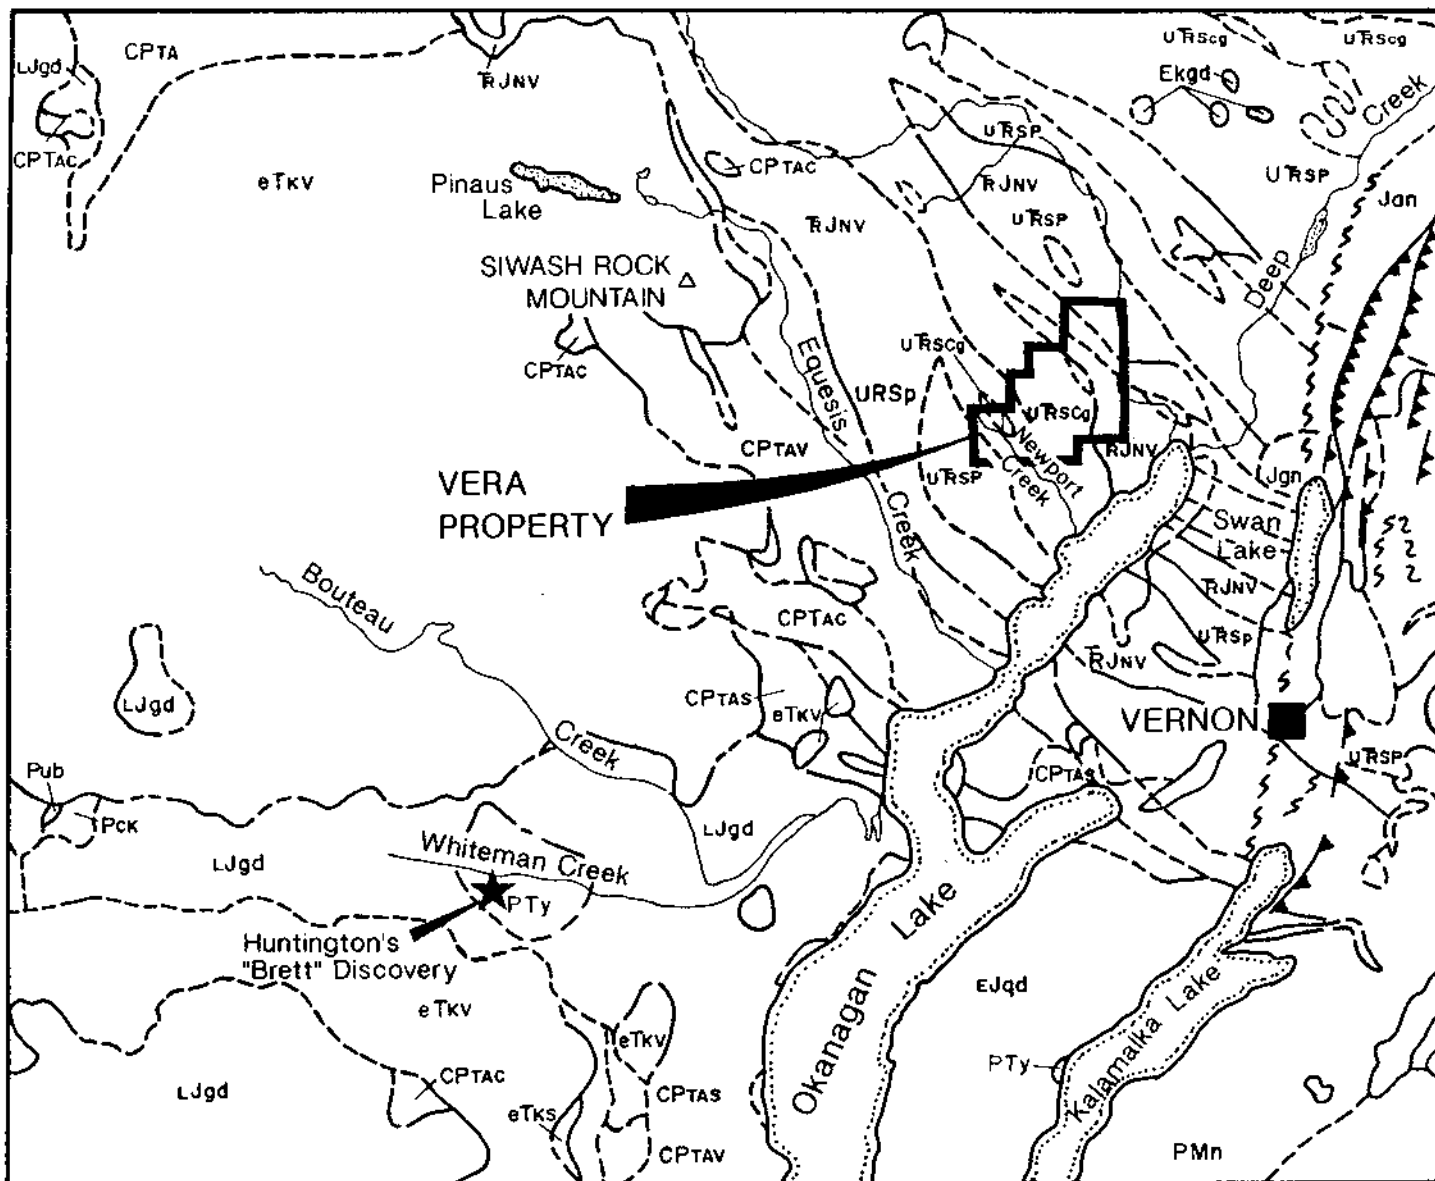 CPTA
LJgd
CPTAC
TRJNV
UTRScg
UTRScg
Ekgd
Creek
UTRSP
CPTAC
TRJNV
UTRSP
UTRSP
Jgn
eTKV
Pinaus
Lake
TRJNV
SIWASH ROCK
MOUNTAIN
CPTAC
Deep
Equesis
Creek
UTRSCg
URSp
UTRSCg
Newport
Creek
TRJNV
UTRSP
CPTAV
VERA
PROPERTY
Jgn
Swan
Lake
TRJNV
UTRSp
TRJNV
Bouteau
Creek
CPTAC
CPTAS
eTKV
LJgd
VERNON
UTRSP
CPTAS
Pub
PCK
LJgd
LJgd
Whiteman Creek
PTy
Huntington's
"Brett" Discovery
Okanagan
Lake
EJqd
eTKV
eTKV
PTy
Kalamalka Lake
CPTAC
LJgd
eTKS
CPTAS
CPTAV
PMn